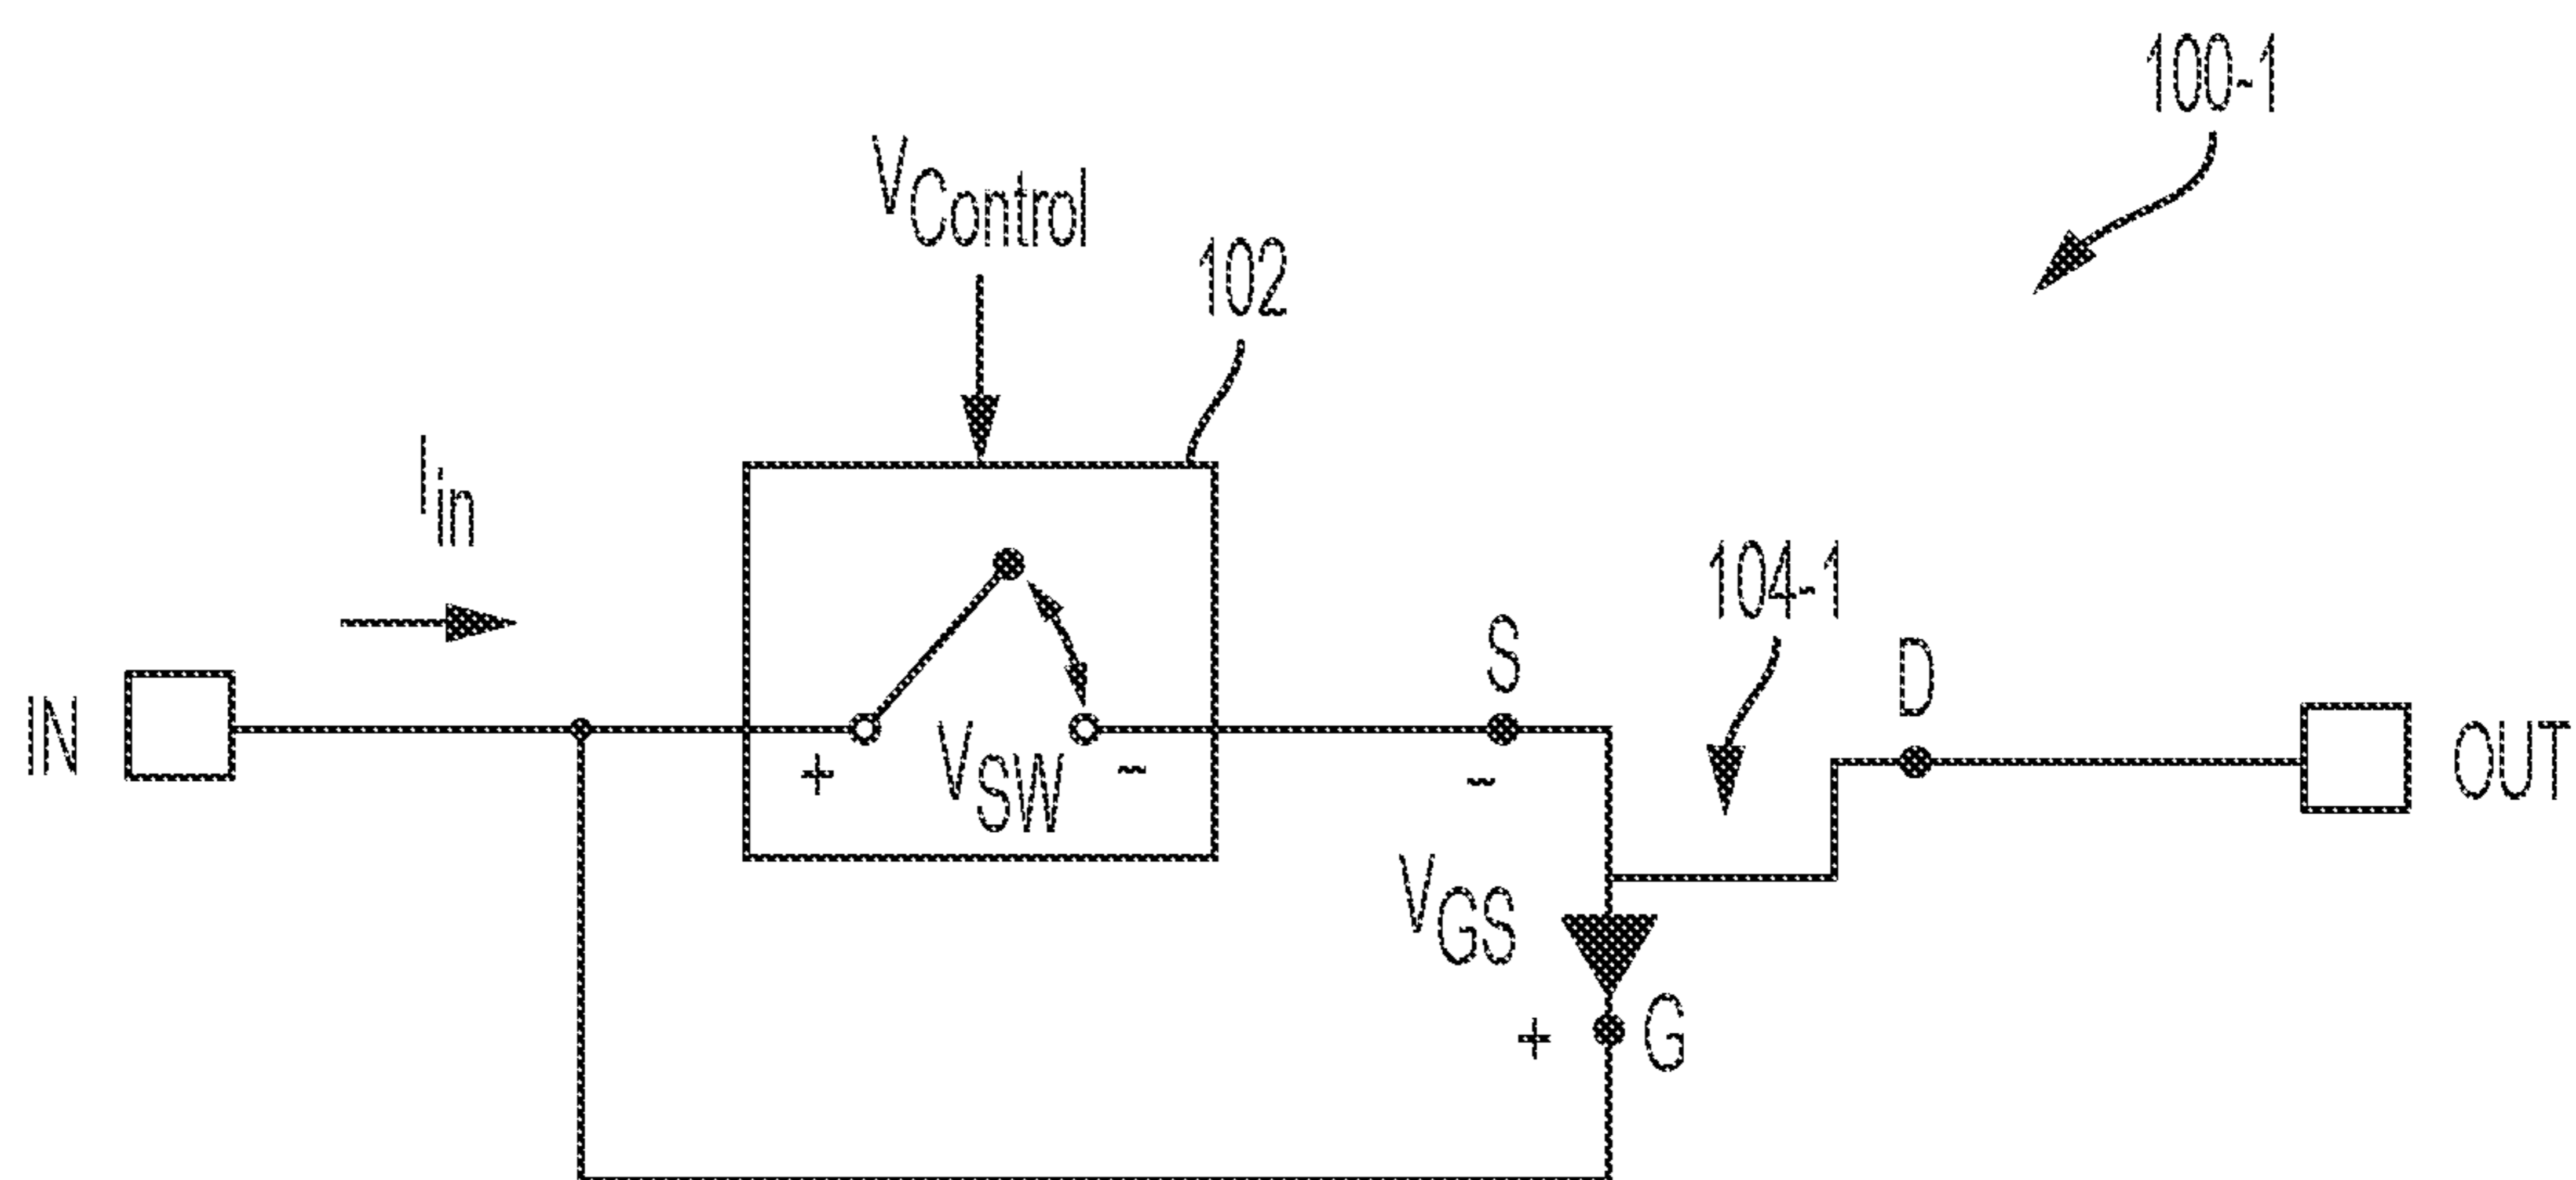 100-1
VControl
102
Iin
104-1
S
D
IN
+ VSW -
-
OUT
VGS
+ G